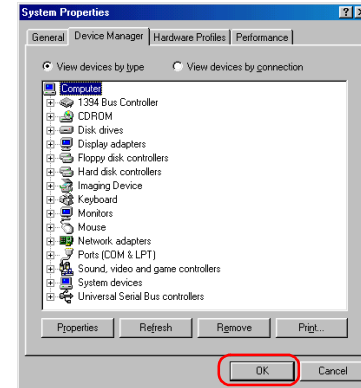 System Properties
General Device Manager Hardware Profiles Performance
View devices by type View devices by connection
Computer
1394 Bus Controller
CDROM
Disk drives
Display adapters
Floppy disk controllers
Hard disk controllers
Imaging Device
Keyboard
Monitors
Mouse
Network adapters
Ports (COM & LPT)
Sound, video and game controllers
System devices
Universal Serial Bus controllers
Properties Refresh Remove Print...
OK Cancel